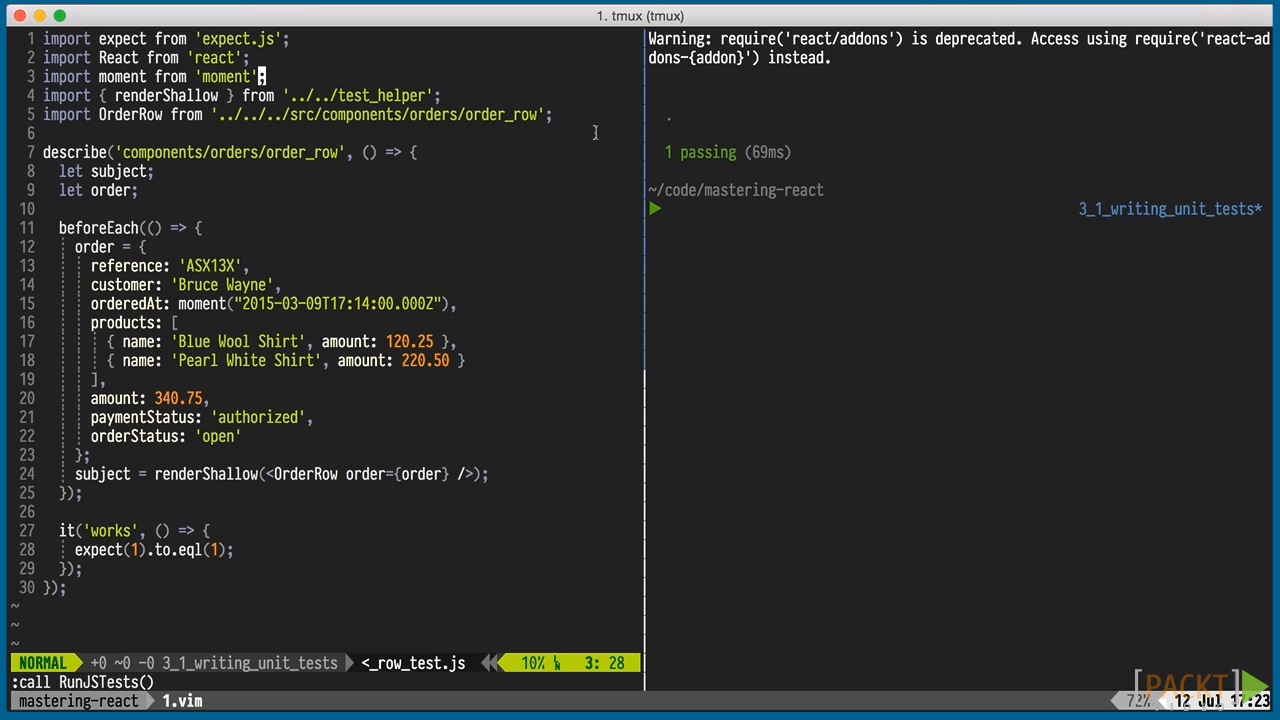 1. tmux (tmux)
1 import expect from 'expect.js';
2 import React from 'react';
3 import moment from 'moment';
4 import { renderShallow } from '../../test_helper';
5 import OrderRow from '../../../src/components/orders/order_row';
6
7 describe('components/orders/order_row', () => {
8 let subject;
9 let order;
10
11 beforeEach(() => {
12 order = {
13 reference: 'ASX13X',
14 customer: 'Bruce Wayne',
15 orderedAt: moment("2015-03-09T17:14:00.000Z"),
16 products: [
17 { name: 'Blue Wool Shirt', amount: 120.25 },
18 { name: 'Pearl White Shirt', amount: 220.50 }
19 ],
20 amount: 340.75,
21 paymentStatus: 'authorized',
22 orderStatus: 'open'
23 };
24 subject = renderShallow(<OrderRow order={order} />);
25 });
26
27 it('works', () => {
28 expect(1).to.eql(1);
29 });
30 });
~
~
~
NORMAL +0 ~0 -0 3_1_writing_unit_tests <_row_test.js 10% 3: 28
:call RunJSTests()
Warning: require('react/addons') is deprecated. Access using require('react-ad
dons-{addon}') instead.
.
1 passing (69ms)
~/code/mastering-react
3_1_writing_unit_tests*
[PACKT]
mastering-react 1.vim 72% 12 Jul 17:23